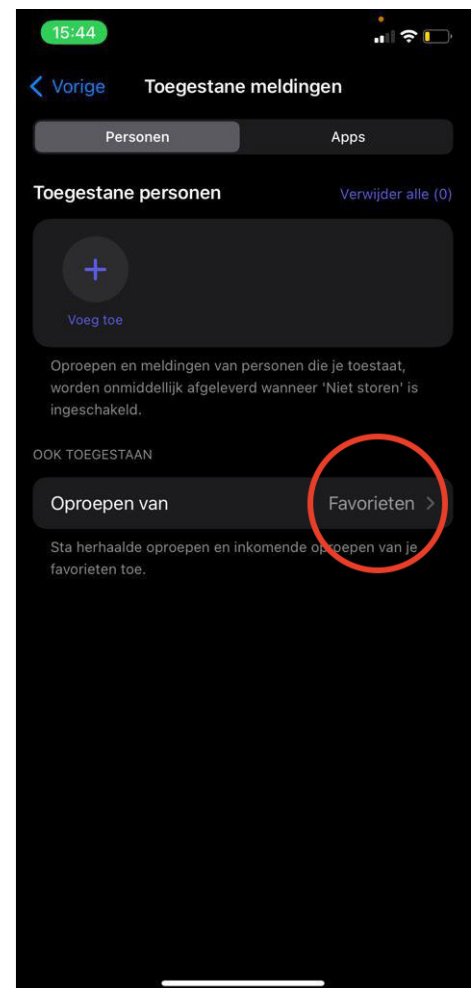 15:44
Vorige
Toegestane meldingen
Personen
Apps
Toegestane personen
Verwijder alle (0)
Voeg toe
Oproepen en meldingen van personen die je toestaat,
worden onmiddellijk afgeleverd wanneer 'Niet storen' is
ingeschakeld.
OOK TOEGESTAAN
Oproepen van
Favorieten
Sta herhaalde oproepen en inkomende oproepen van je
favorieten toe.